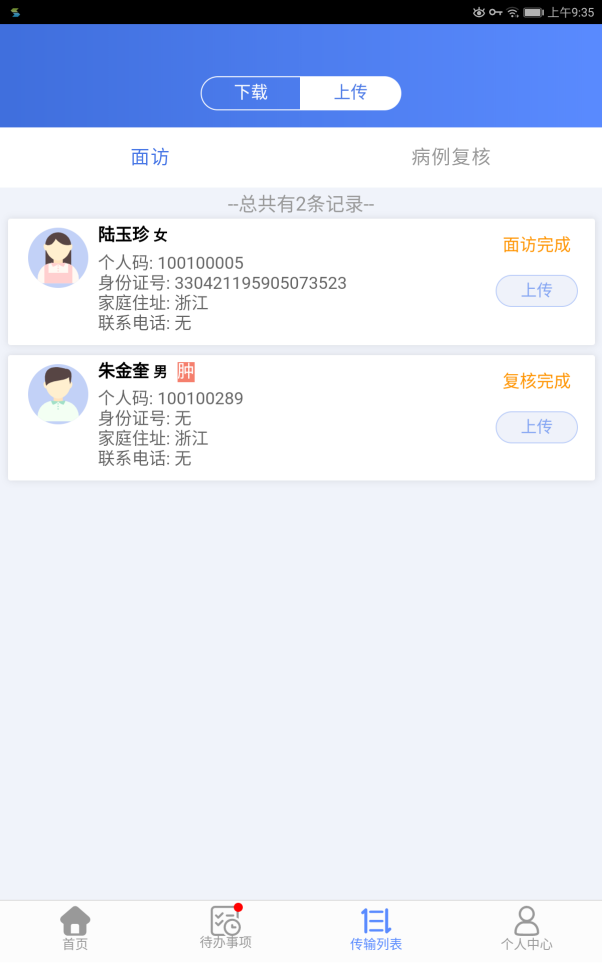 上午9:35
下载
上传
面访
病例复核
--总共有2条记录--
陆玉珍 女
面访完成
个人码: 100100005
身份证号: 330421195905073523
上传
家庭住址: 浙江
联系电话: 无
朱金奎 男 肿
复核完成
个人码: 100100289
身份证号: 无
上传
家庭住址: 浙江
联系电话: 无
首页
待办事项
传输列表
个人中心